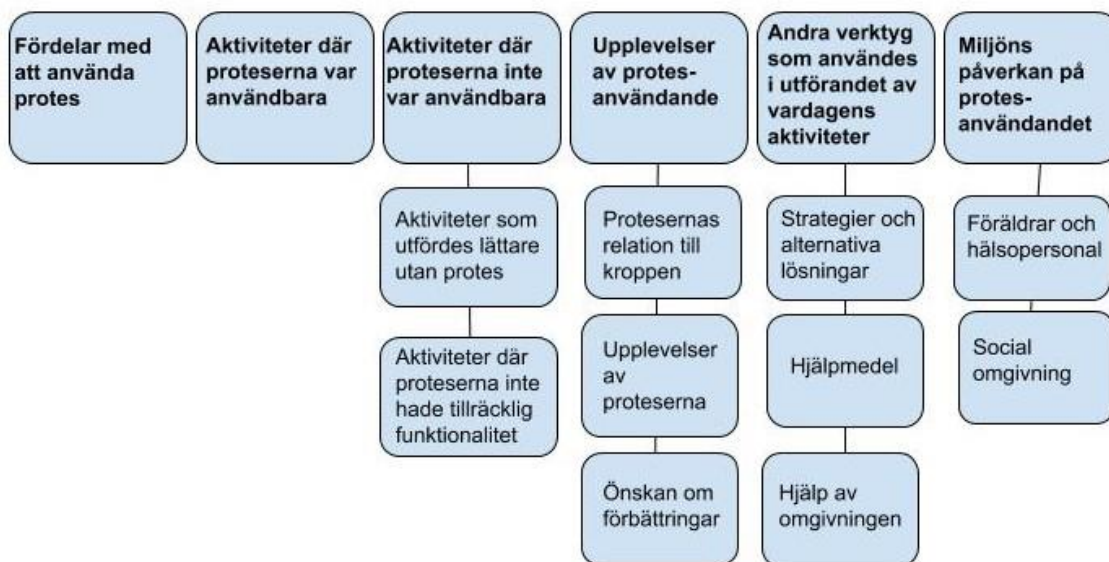 Fördelar med
att använda
protes
Aktiviteter där
proteserna var
användbara
Aktiviteter där
proteserna inte
var användbara
Aktiviteter som
utfördes lättare
utan protes
Aktiviteter där
proteserna inte
hade tillräcklig
funktionalitet
Upplevelser
av protes-
användande
Protesernas
relation till
kroppen
Upplevelser
av
proteserna
Önskan om
förbättringar
Andra verktyg
som användes
i utförandet av
vardagens
aktiviteter
Strategier och
alternativa
lösningar
Hjälpmedel
Hjälp av
omgivningen
Miljöns
påverkan på
protes-
användandet
Föräldrar och
hälsopersonal
Social
omgivning